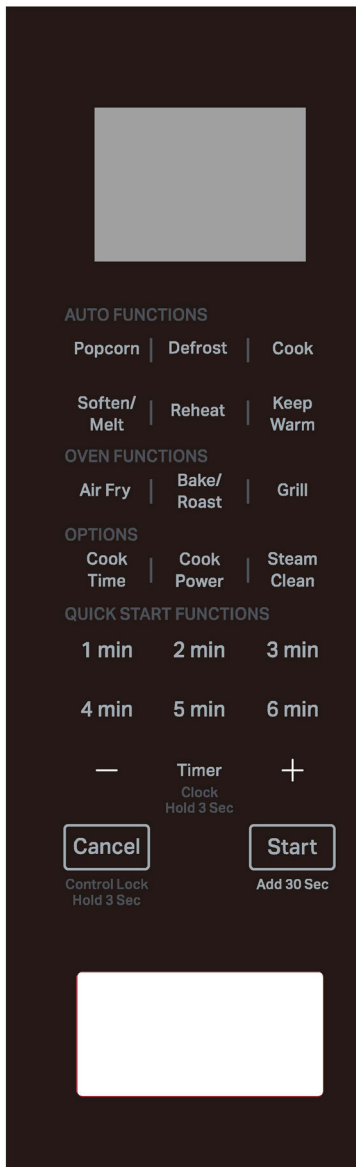 AUTO FUNCTIONS
Popcorn | Defrost | Cook
Soften/
Melt | Reheat | Keep
Warm
OVEN FUNCTIONS
Air Fry | Bake/
Roast | Grill
OPTIONS
Cook
Time | Cook
Power | Steam
Clean
QUICK START FUNCTIONS
1 min 2 min 3 min
4 min 5 min 6 min
— Timer +
Clock
Hold 3 Sec
Cancel Start
Control Lock
Hold 3 Sec
Add 30 Sec